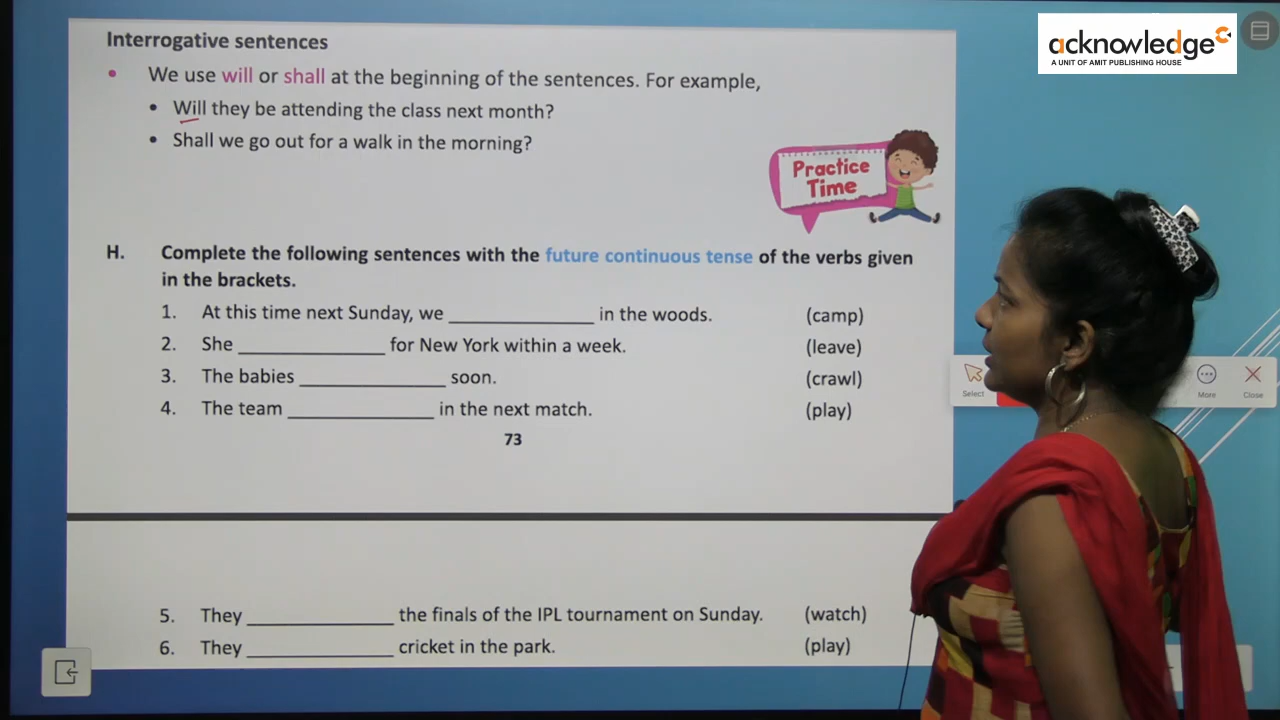 acknowledge
A UNIT OF AMIT PUBLISHING HOUSE
Interrogative sentences
• We use will or shall at the beginning of the sentences. For example,
• Will they be attending the class next month?
• Shall we go out for a walk in the morning?
Practice
Time
H. Complete the following sentences with the future continuous tense of the verbs given
in the brackets.
1. At this time next Sunday, we ______________ in the woods. (camp)
2. She ______________ for New York within a week. (leave)
3. The babies ______________ soon. (crawl)
4. The team ______________ in the next match. (play)
73
Select
More
Close
5. They ______________ the finals of the IPL tournament on Sunday. (watch)
6. They ______________ cricket in the park. (play)